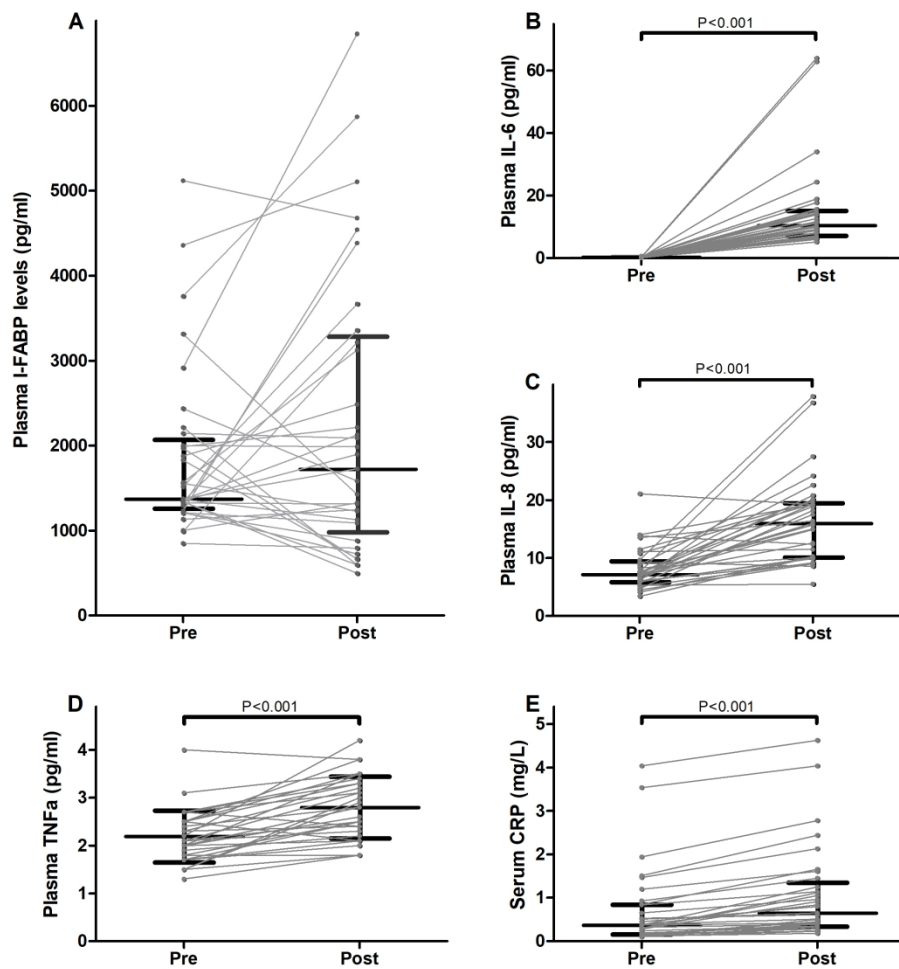 A
Plasma I-FABP levels (pg/ml)
6000
5000
4000
3000
2000
1000
0
Pre Post
B
P<0.001
Plasma IL-6 (pg/ml)
60
40
20
0
Pre Post
C
P<0.001
Plasma IL-8 (pg/ml)
30
20
10
0
Pre Post
D
P<0.001
Plasma TNFa (pg/ml)
4
3
2
1
0
Pre Post
E
P<0.001
Serum CRP (mg/L)
5
4
3
2
1
0
Pre Post